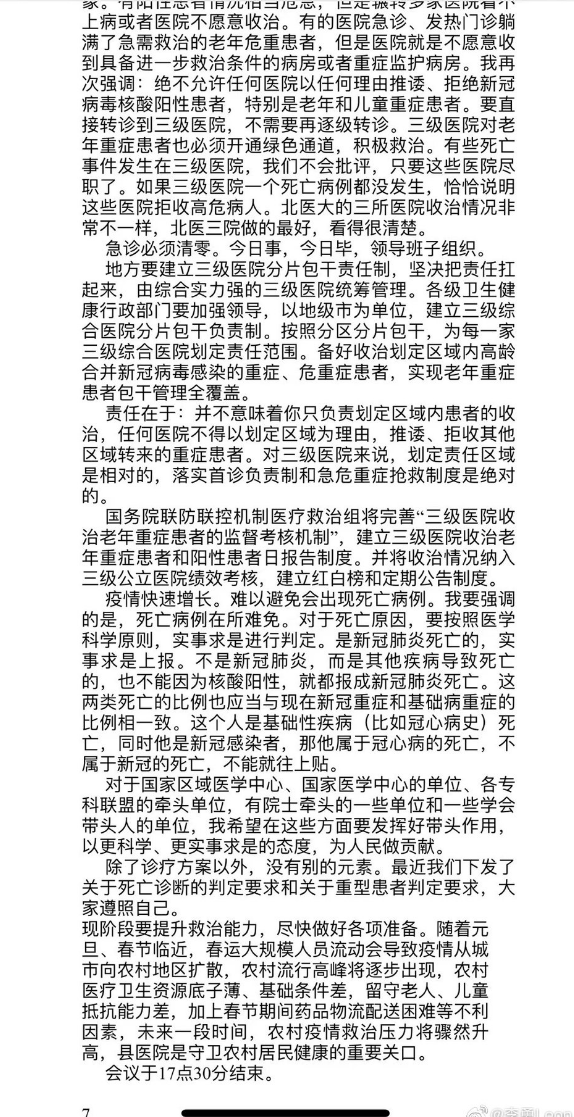 家。有阳性患者情况相当危急，但是辗转多家医院看不
上病或者医院不愿意收治。有的医院急诊、发热门诊躺
满了急需救治的老年危重患者，但是医院就是不愿意收
到具备进一步救治条件的病房或者重症监护病房。我再
次强调：绝不允许任何医院以任何理由推诿、拒绝新冠
病毒核酸阳性患者，特别是老年和儿童重症患者。要直
接转诊到三级医院，不需要再逐级转诊。三级医院对老
年重症患者也必须开通绿色通道，积极救治。有些死亡
事件发生在三级医院，我们不会批评，只要这些医院尽
职了。如果三级医院一个死亡病例都没发生，恰恰说明
这些医院拒收高危病人。北医大的三所医院收治情况非
常不一样，北医三院做的最好，看得很清楚。
急诊必须清零。今日事，今日毕，领导班子组织。
地方要建立三级医院分片包干责任制，坚决把责任扛
起来，由综合实力强的三级医院统筹管理。各级卫生健
康行政部门要加强领导，以地级市为单位，建立三级综
合医院分片包干负责制。按照分区分片包干，为每一家
三级综合医院划定责任范围。备好收治划定区域内高龄
合并新冠病毒感染的重症、危重症患者，实现老年重症
患者包干管理全覆盖。
责任在于：并不意味着你只负责划定区域内患者的收
治，任何医院不得以划定区域为理由，推诿、拒收其他
区域转来的重症患者。对三级医院来说，划定责任区域
是相对的，落实首诊负责制和急危重症抢救制度是绝对
的。
国务院联防联控机制医疗救治组将完善“三级医院收
治老年重症患者的监督考核机制”，建立三级医院收治老
年重症患者和阳性患者日报告制度。并将收治情况纳入
三级公立医院绩效考核，建立红白榜和定期公告制度。
疫情快速增长。难以避免会出现死亡病例。我要强调
的是，死亡病例在所难免。对于死亡原因，要按照医学
科学原则，实事求是进行判定。是新冠肺炎死亡的，实
事求是上报。不是新冠肺炎，而是其他疾病导致死亡
的，也不能因为核酸阳性，就都报成新冠肺炎死亡。这
两类死亡的比例也应当与现在新冠重症和基础病重症的
比例相一致。这个人是基础性疾病（比如冠心病史）死
亡，同时他是新冠感染者，那他属于冠心病的死亡，不
属于新冠的死亡，不能就往上贴。
对于国家区域医学中心、国家医学中心的单位、各专
科联盟的牵头单位，有院士牵头的一些单位和一些学会
带头人的单位，我希望在这些方面要发挥好带头作用，
以更科学、更实事求是的态度，为人民做贡献。
除了诊疗方案以外，没有别的元素。最近我们下发了
关于死亡诊断的判定要求和关于重型患者判定要求，大
家遵照自己。
现阶段要提升救治能力，尽快做好各项准备。随着元
旦、春节临近，春运大规模人员流动会导致疫情从城
市向农村地区扩散，农村流行高峰将逐步出现，农村
医疗卫生资源底子薄、基础条件差，留守老人、儿童
抵抗能力差，加上春节期间药品物流配送困难等不利
因素，未来一段时间，农村疫情救治压力将骤然升
高，县医院是守卫农村居民健康的重要关口。
会议于17点30分结束。
7